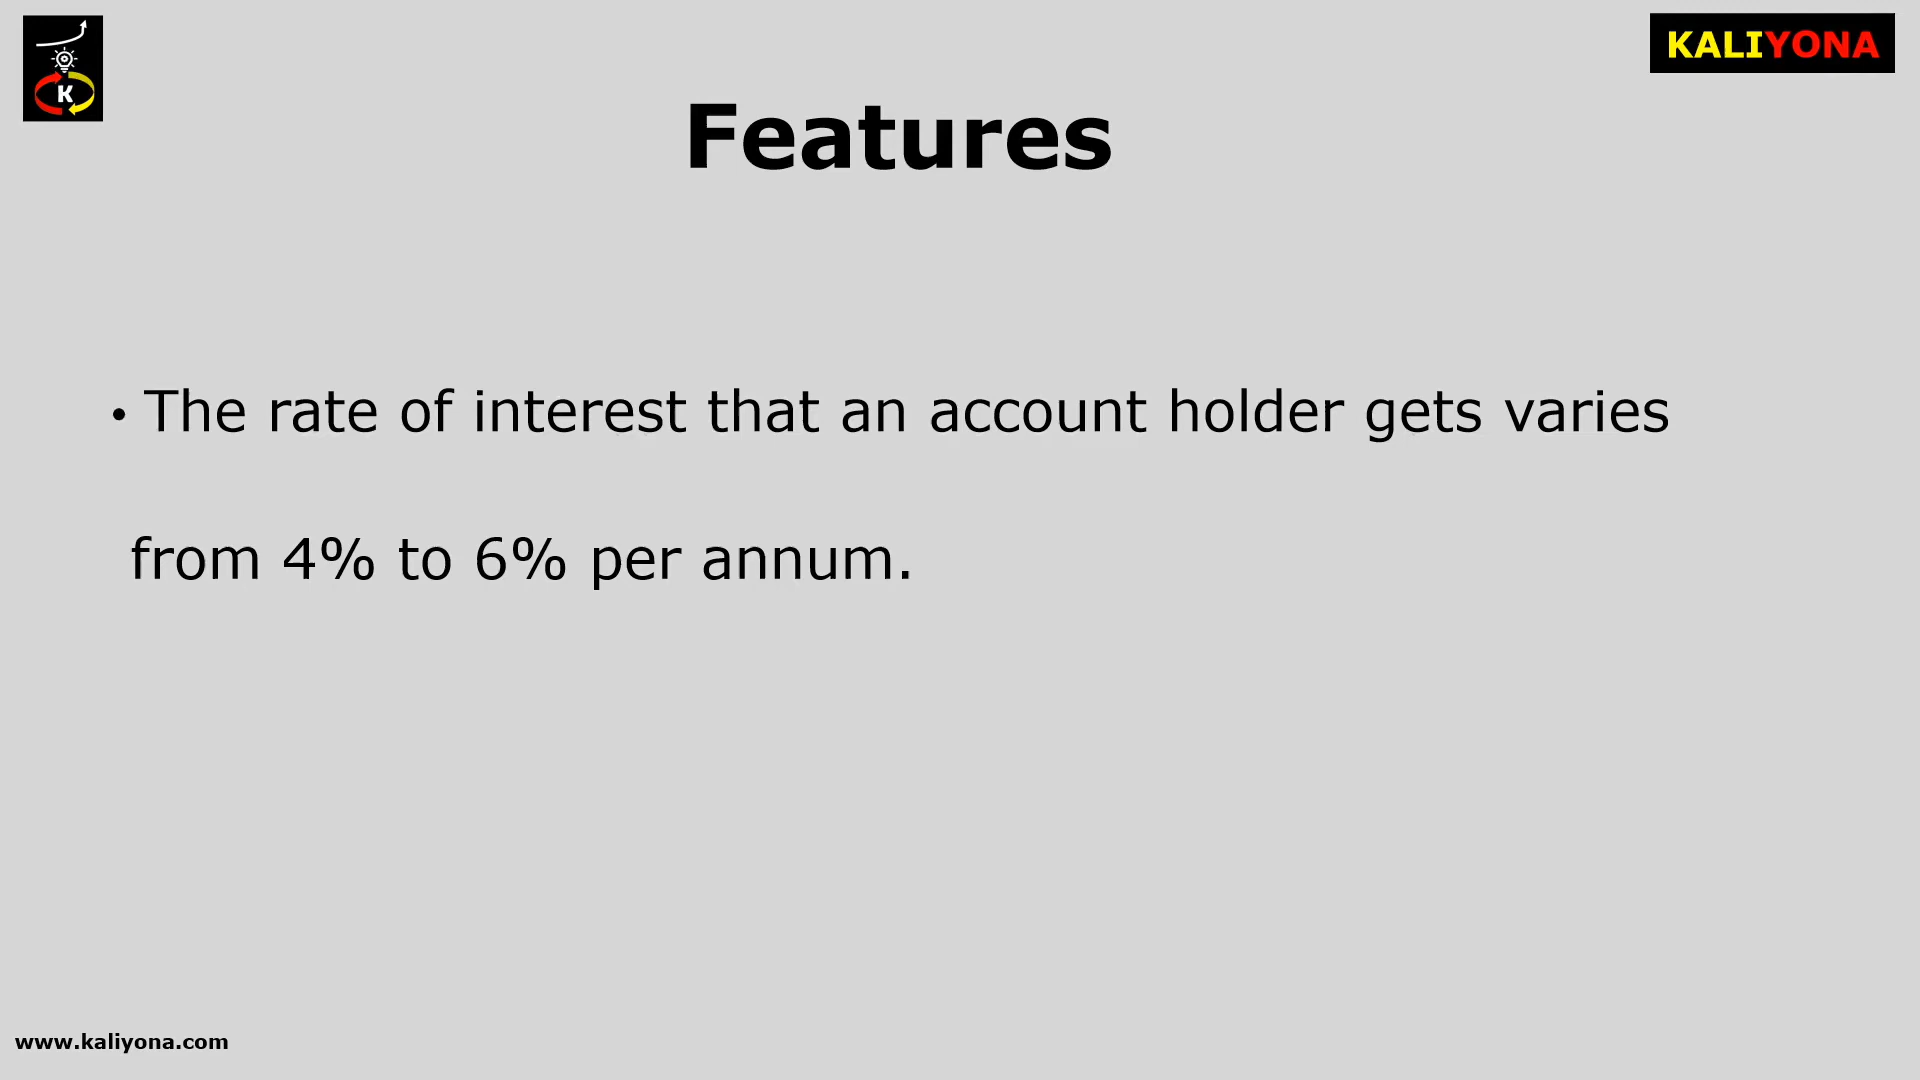 K
KALIYONA
Features
• The rate of interest that an account holder gets varies
from 4% to 6% per annum.
www.kaliyona.com